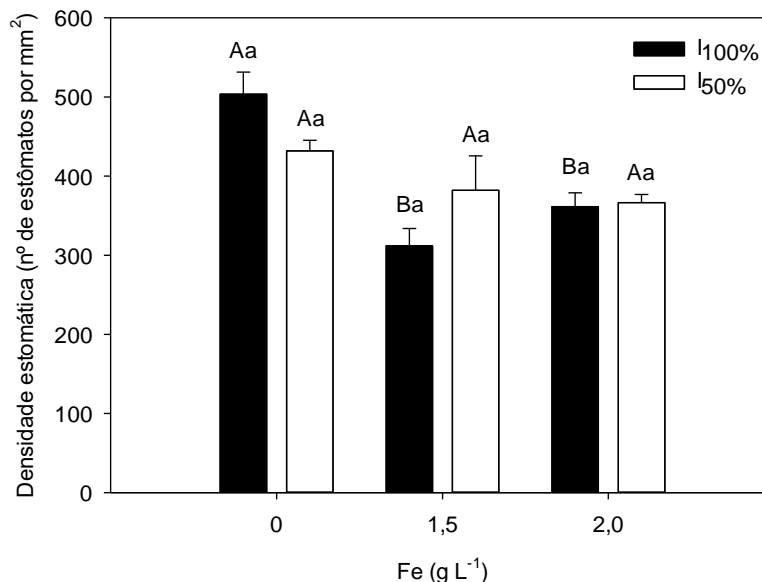 Densidade estomática (nº de estômatos por mm²)
600
500
400
300
200
100
0
Aa
Aa
Ba
Aa
Ba
Aa
I100%
I50%
0 1,5 2,0
Fe (g L⁻¹)